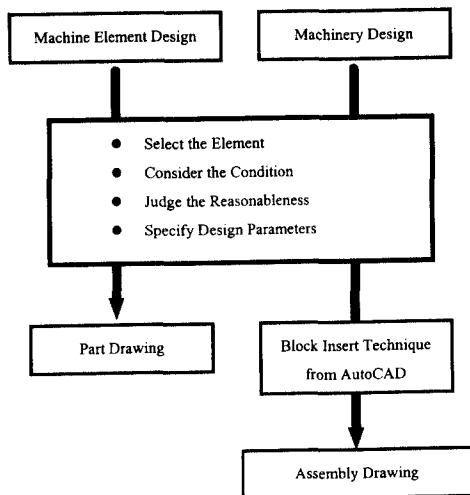 Machine Element Design
Machinery Design
● Select the Element
● Consider the Condition
● Judge the Reasonableness
● Specify Design Parameters
Part Drawing
Block Insert Technique
from AutoCAD
Assembly Drawing